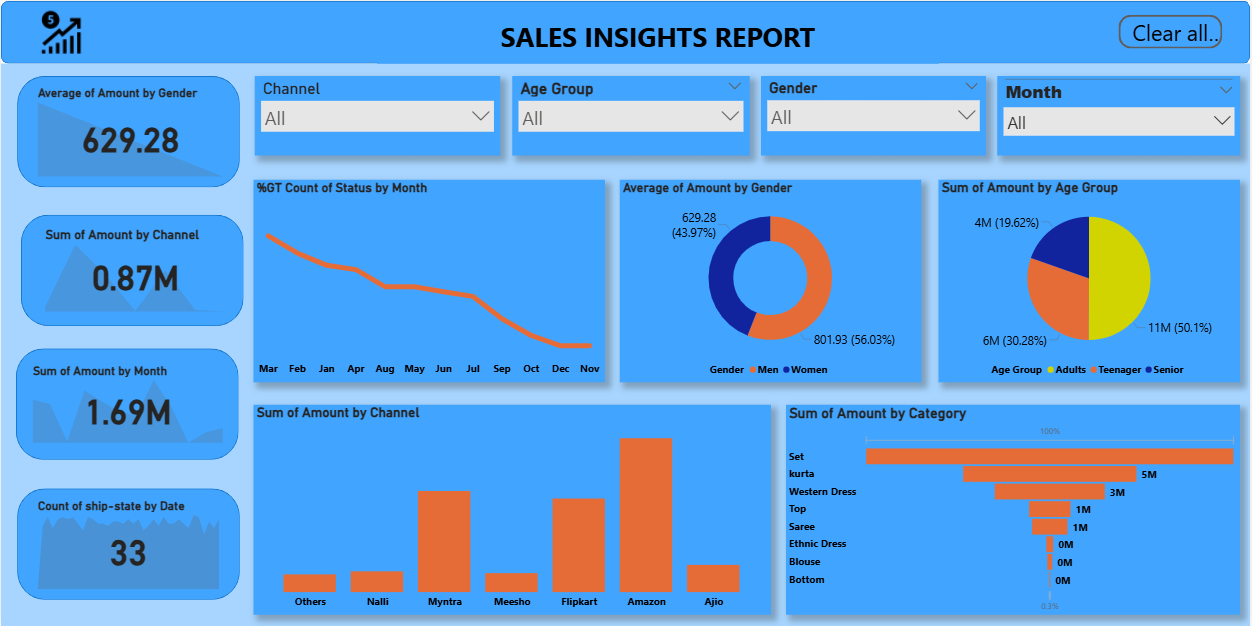 5
SALES INSIGHTS REPORT
Clear all..
Average of Amount by Gender
629.28
Sum of Amount by Channel
0.87M
Sum of Amount by Month
1.69M
Count of ship-state by Date
33
Channel
All
Age Group
All
Gender
All
Month
All
%GT Count of Status by Month
Mar Feb Jan Apr Aug May Jun Jul Sep Oct Dec Nov
Average of Amount by Gender
629.28
(43.97%)
801.93 (56.03%)
Gender Men Women
Sum of Amount by Age Group
4M (19.62%)
11M (50.1%)
6M (30.28%)
Age Group Adults Teenager Senior
Sum of Amount by Channel
Others Nalli Myntra Meesho Flipkart Amazon Ajio
Sum of Amount by Category
100%
Set
kurta 5M
Western Dress 3M
Top 1M
Saree 1M
Ethnic Dress 0M
Blouse 0M
Bottom 0M
0.3%